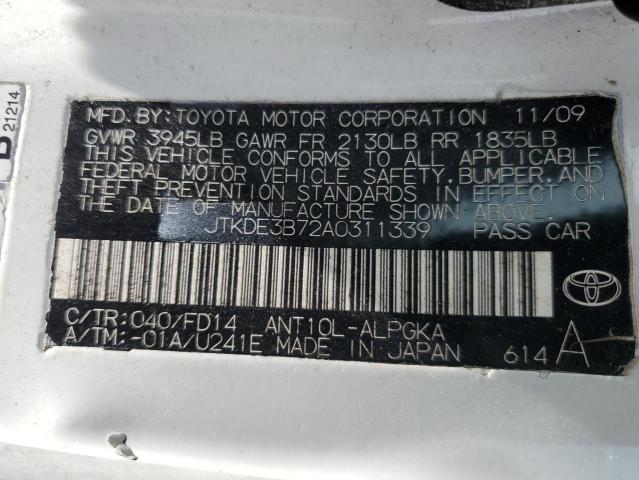 MFD.BY:TOYOTA MOTOR CORPORATION 11/09
GVWR 3945LB GAWR FR 2130LB RR 1835LB
THIS VEHICLE CONFORMS TO ALL APPLICABLE
FEDERAL MOTOR VEHICLE SAFETY,BUMPER,AND
THEFT PREVENTION STANDARDS IN EFFECT ON
THE DATE OF MANUFACTURE SHOWN ABOVE.
JTKDE3B72A0311339 PASS CAR
C/TR:040/FD14 ANT10L-ALPGKA
A/TM:-01A/U241E MADE IN JAPAN 614 A
TOYOTA
B
21214